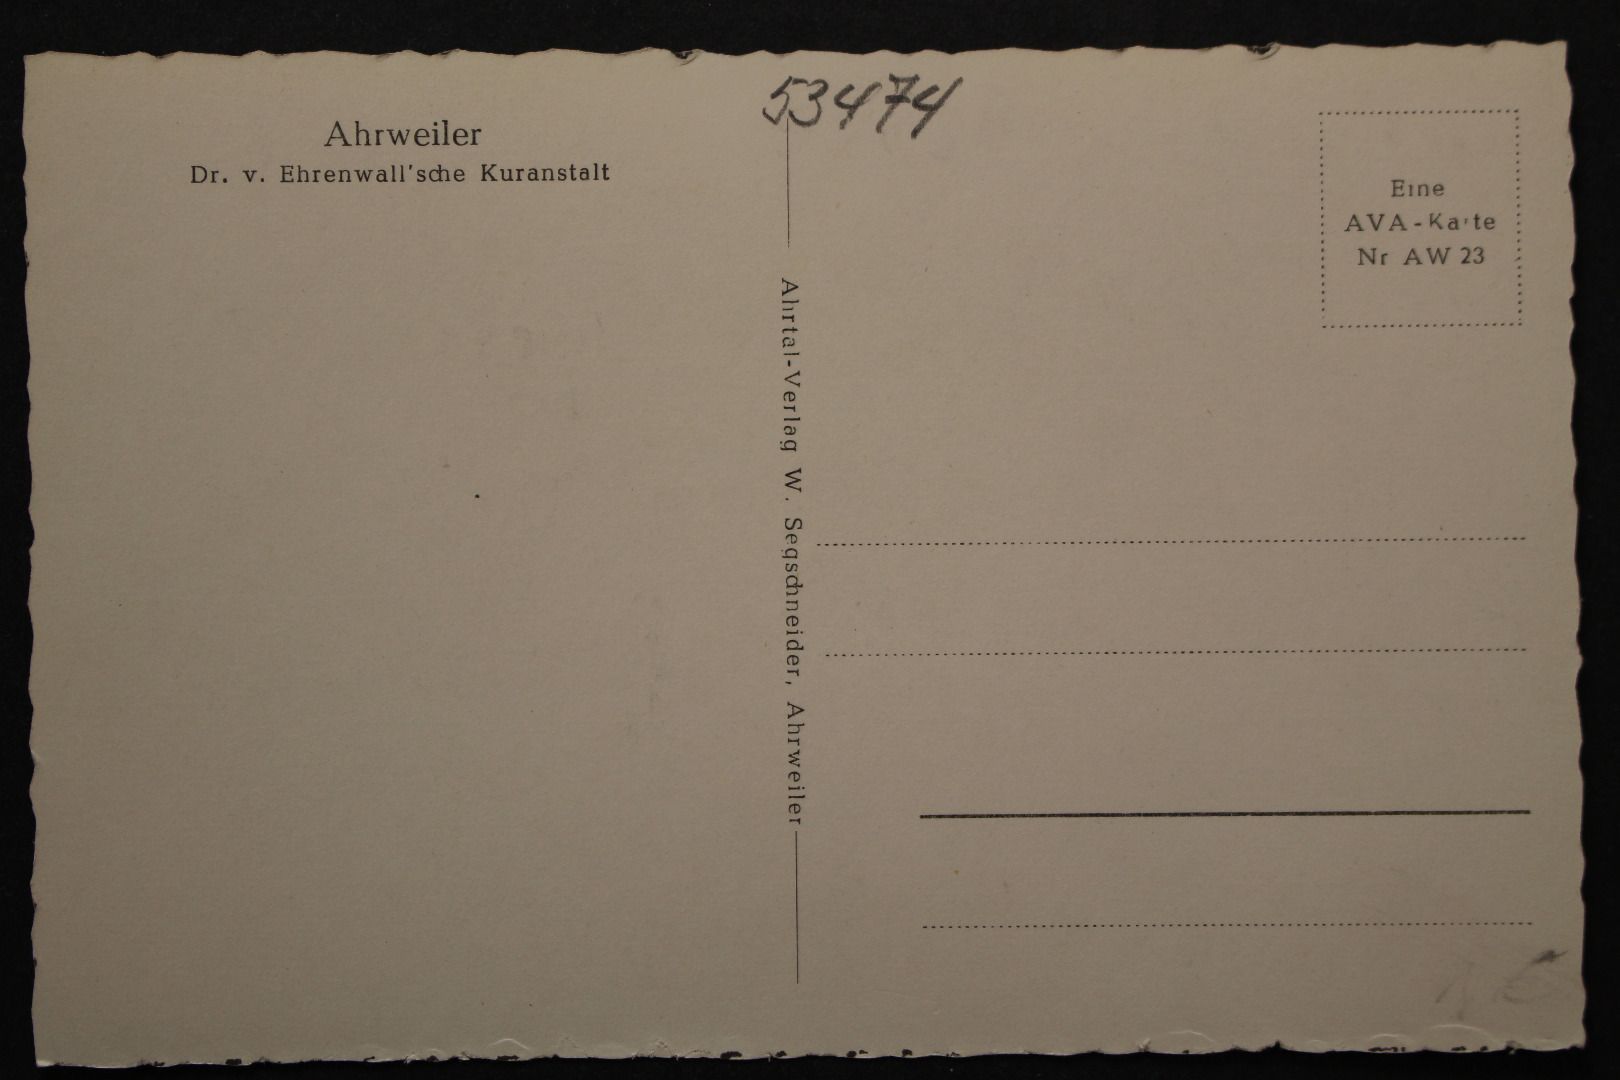 53474
Ahrweiler
Dr. v. Ehrenwall'sche Kuranstalt
Eine
AVA-Karte
Nr AW 23
Ahrtal-Verlag W. Segschneider, Ahrweiler